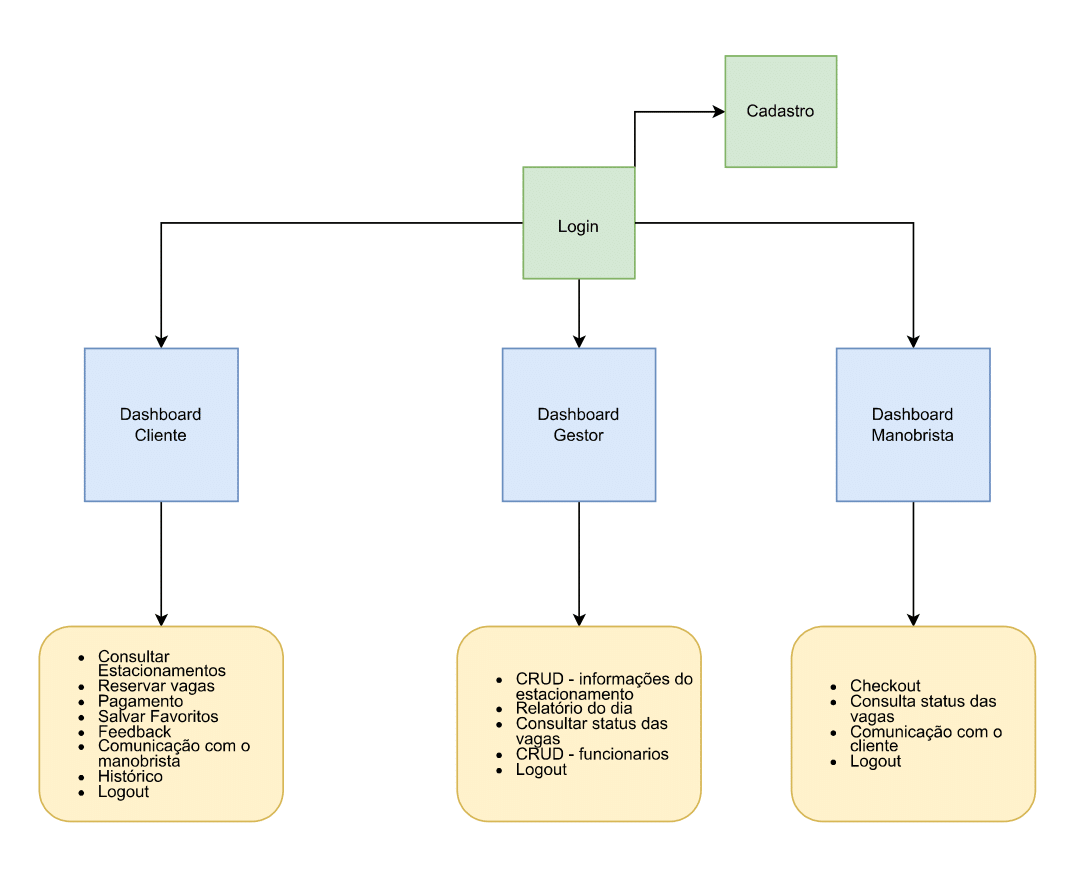 Cadastro
Login
Dashboard
Cliente
Dashboard
Gestor
Dashboard
Manobrista
• Consultar
Estacionamentos
• Reservar vagas
• Pagamento
• Salvar Favoritos
• Feedback
• Comunicação com o
manobrista
• Histórico
• Logout
• CRUD - informações do
estacionamento
• Relatório do dia
• Consultar status das
vagas
• CRUD - funcionarios
• Logout
• Checkout
• Consulta status das
vagas
• Comunicação com o
cliente
• Logout